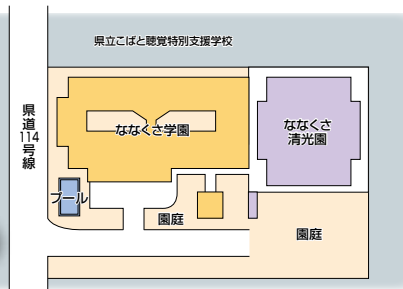 県立こばと聴覚特別支援学校
県道114号線
ななくさ学園
ななくさ
清光園
プール
園庭
園庭